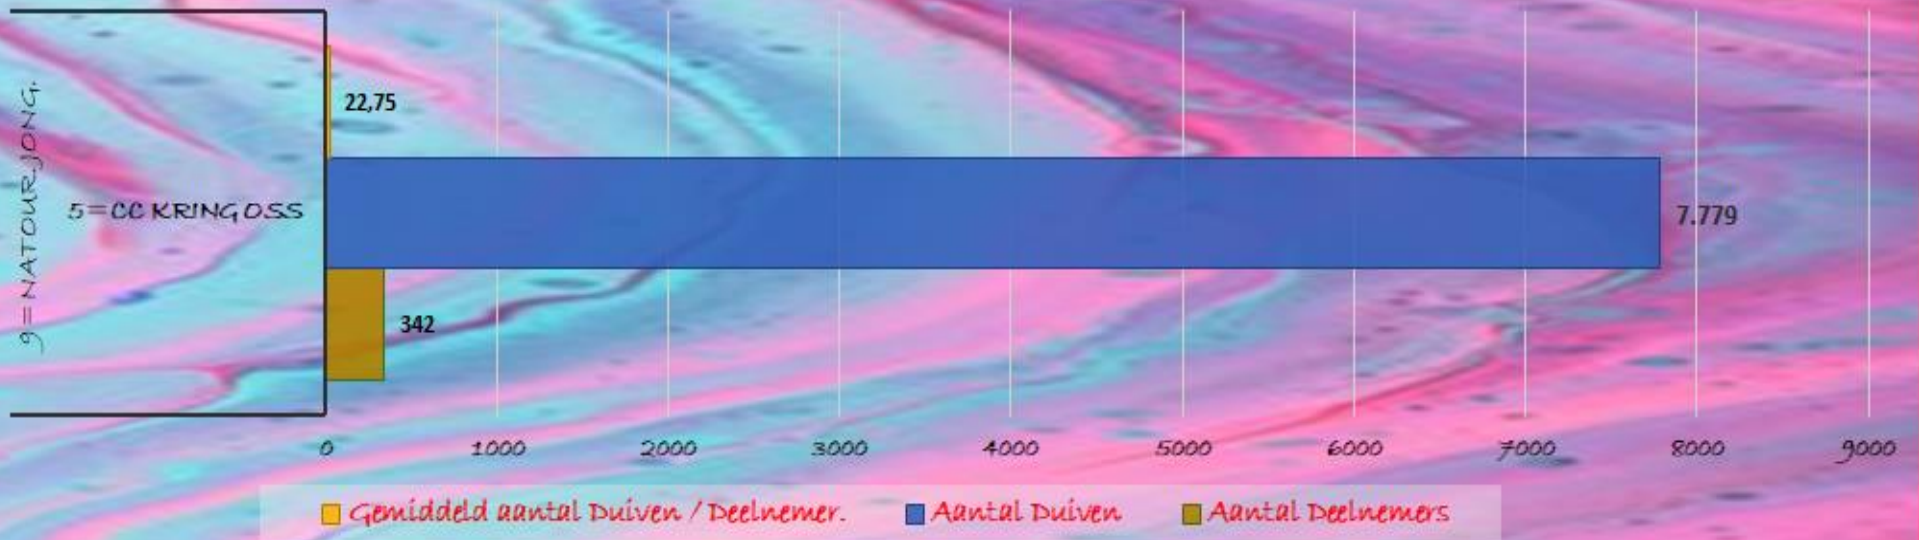 9= NATOUR.JONG.
5=CC KRING OSS
22,75
7.779
342
0 1000 2000 3000 4000 5000 6000 7000 8000 9000
Gemiddeld aantal Duiven / Deelnemer. Aantal Duiven Aantal Deelnemers